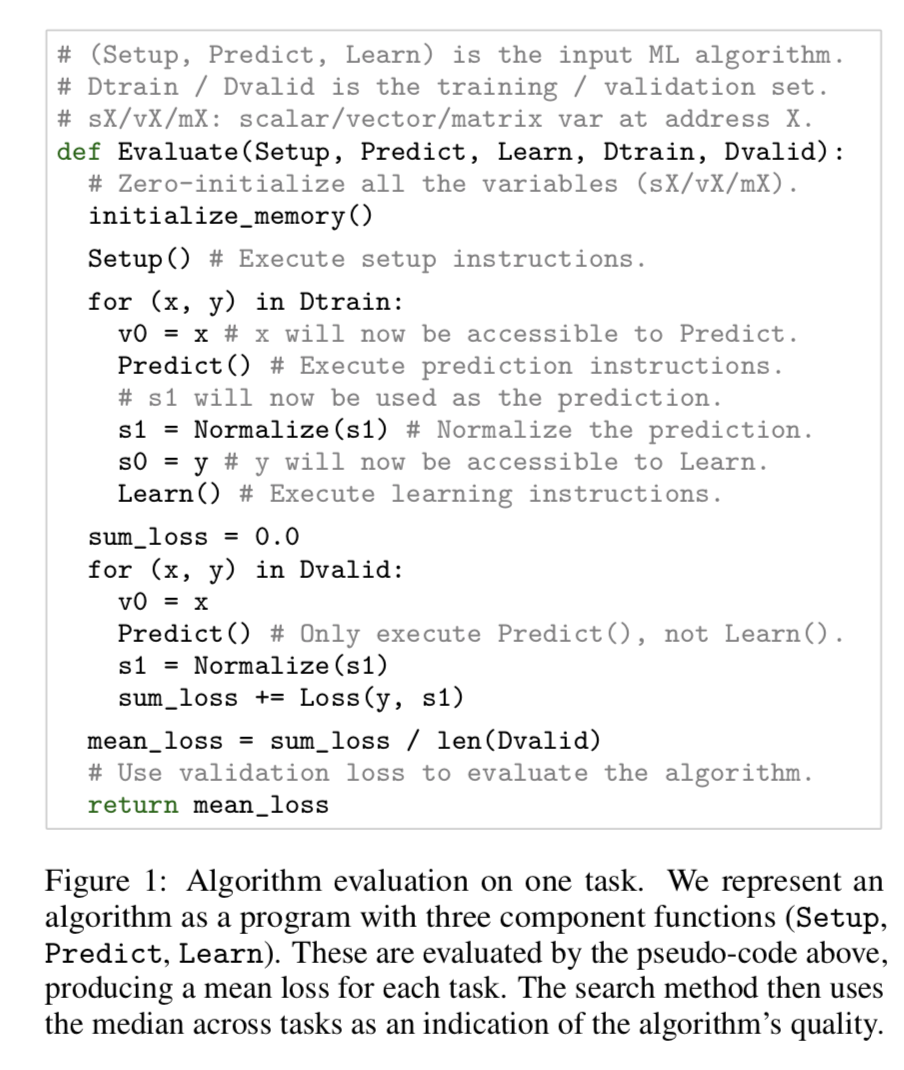 # (Setup, Predict, Learn) is the input ML algorithm.
# Dtrain / Dvalid is the training / validation set.
# sX/vX/mX: scalar/vector/matrix var at address X.
def Evaluate(Setup, Predict, Learn, Dtrain, Dvalid):
  # Zero-initialize all the variables (sX/vX/mX).
  initialize_memory()
  Setup() # Execute setup instructions.
  for (x, y) in Dtrain:
    v0 = x # x will now be accessible to Predict.
    Predict() # Execute prediction instructions.
    # s1 will now be used as the prediction.
    s1 = Normalize(s1) # Normalize the prediction.
    s0 = y # y will now be accessible to Learn.
    Learn() # Execute learning instructions.
  sum_loss = 0.0
  for (x, y) in Dvalid:
    v0 = x
    Predict() # Only execute Predict(), not Learn().
    s1 = Normalize(s1)
    sum_loss += Loss(y, s1)
  mean_loss = sum_loss / len(Dvalid)
  # Use validation loss to evaluate the algorithm.
  return mean_loss
Figure 1: Algorithm evaluation on one task. We represent an
algorithm as a program with three component functions (Setup,
Predict, Learn). These are evaluated by the pseudo-code above,
producing a mean loss for each task. The search method then uses
the median across tasks as an indication of the algorithm's quality.